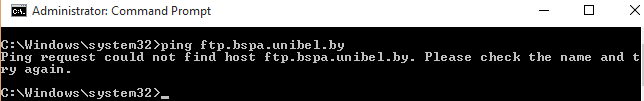 Administrator: Command Prompt
C:\Windows\system32>ping ftp.bspa.unibel.by
Ping request could not find host ftp.bspa.unibel.by. Please check the name and t
ry again.
C:\Windows\system32>_